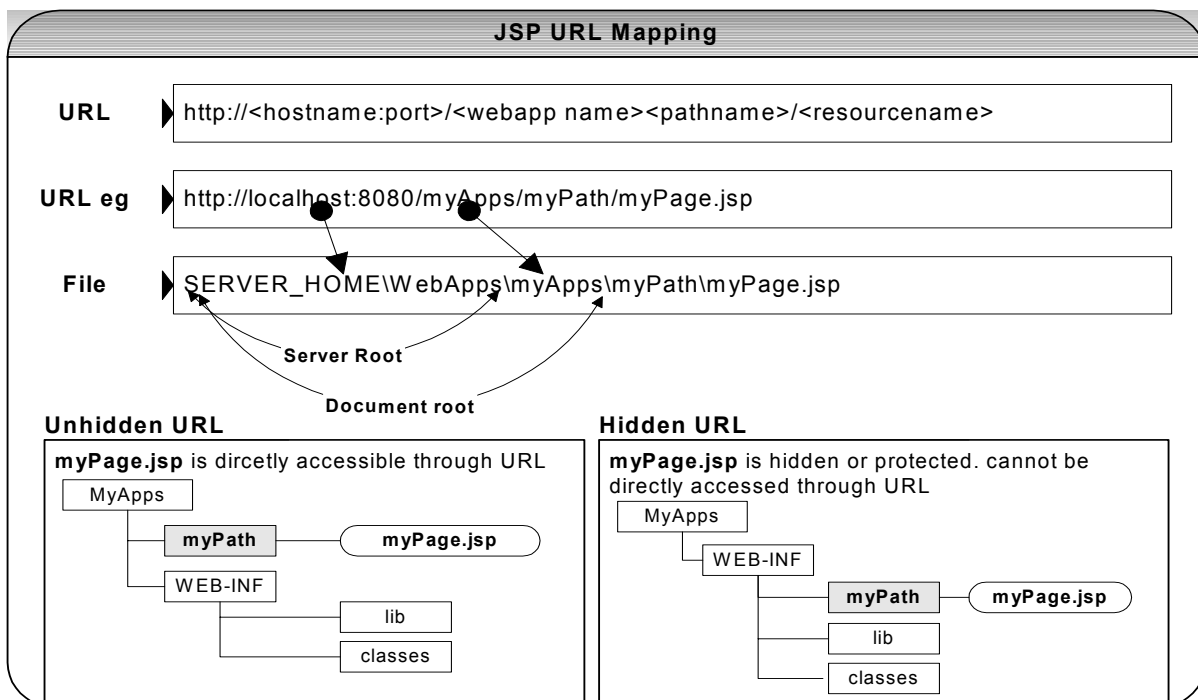 JSP URL Mapping
URL
http://<hostname:port>/<webapp name><pathname>/<resourcename>
URL eg
http://localhost:8080/myApps/myPath/myPage.jsp
File
SERVER_HOME\WebApps\myApps\myPath\myPage.jsp
Server Root
Document root
Unhidden URL
myPage.jsp is dircetly accessible through URL
MyApps
myPath
myPage.jsp
WEB-INF
lib
classes
Hidden URL
myPage.jsp is hidden or protected. cannot be
directly accessed through URL
MyApps
WEB-INF
myPath
myPage.jsp
lib
classes